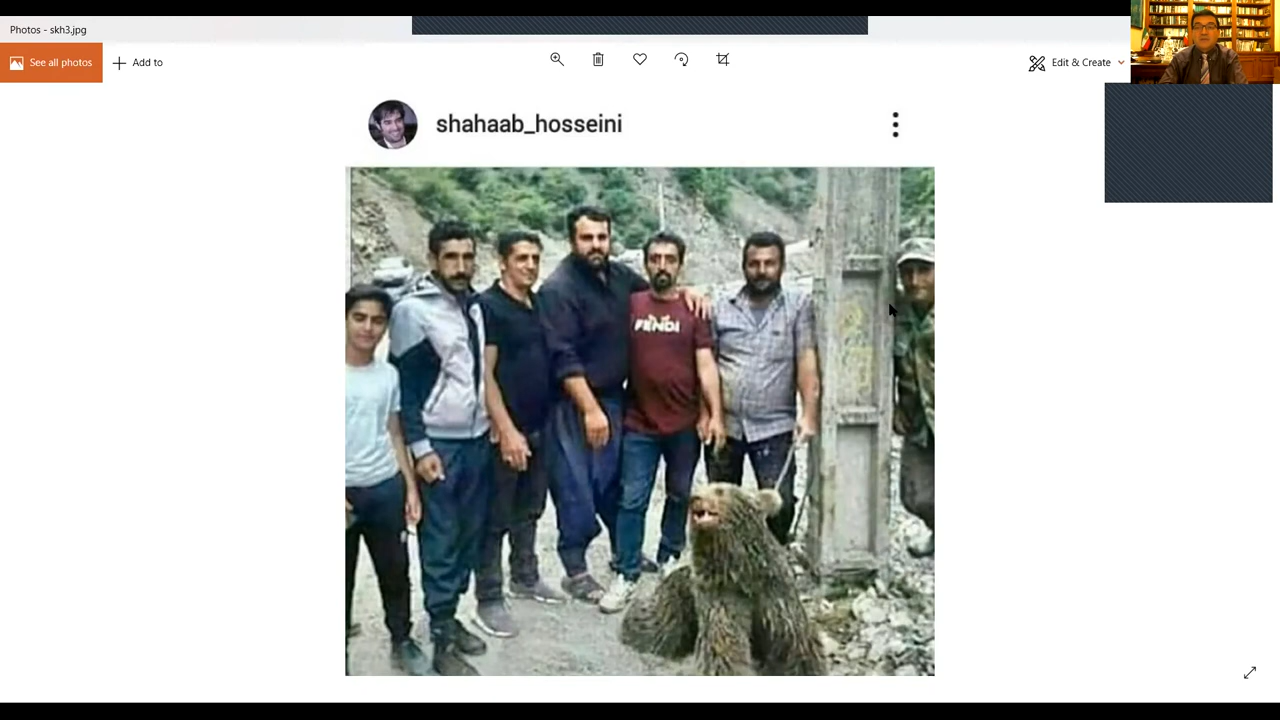 Photos - skh3.jpg
See all photos
Add to
Edit & Create
shahaab_hosseini
FENDI